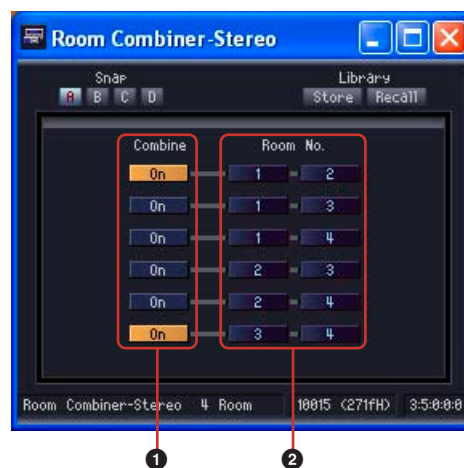 Room Combiner-Stereo
Snap Library
A B C D Store Recall
Combine Room No.
On 1 2
On 1 3
On 1 4
On 2 3
On 2 4
On 3 4
Room Combiner-Stereo 4 Room 10015 (271fH) 3:5:0:0:0
1 2